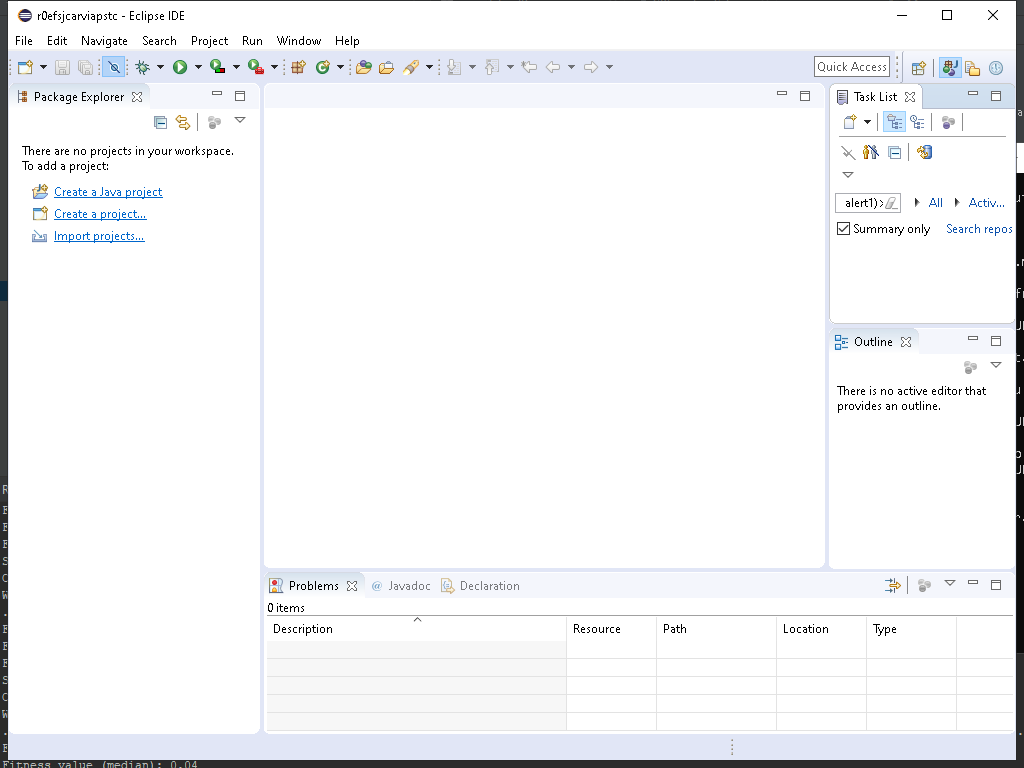 r0efsjcarviapstc - Eclipse IDE
File Edit Navigate Search Project Run Window Help
Quick Access
Package Explorer
There are no projects in your workspace.
To add a project:
Create a Java project
Create a project...
Import projects...
Task List
alert1)> All Activ...
Summary only Search repos
Outline
There is no active editor that
provides an outline.
Problems @ Javadoc Declaration
0 items
Description Resource Path Location Type
Fitness value (median): 0.04